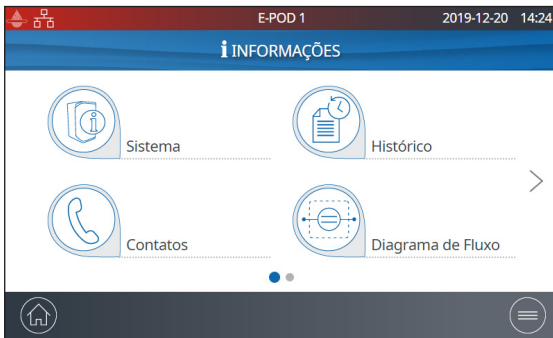 E-POD 1
2019-12-20 14:24
i INFORMAÇÕES
Sistema
Histórico
Contatos
Diagrama de Fluxo